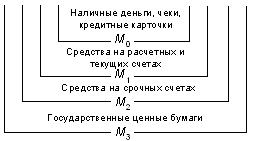 Наличные деньги, чеки,
кредитные карточки
M0
Средства на расчетных и
текущих счетах
M1
Средства на срочных счетах
M2
Государственные ценные бумаги
M3